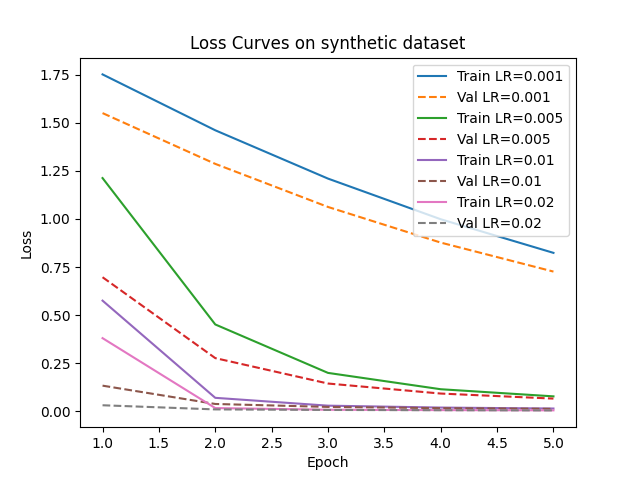 Loss Curves on synthetic dataset
1.75
1.50
1.25
1.00
0.75
0.50
0.25
0.00
Loss
Train LR=0.001
Val LR=0.001
Train LR=0.005
Val LR=0.005
Train LR=0.01
Val LR=0.01
Train LR=0.02
Val LR=0.02
1.0 1.5 2.0 2.5 3.0 3.5 4.0 4.5 5.0
Epoch